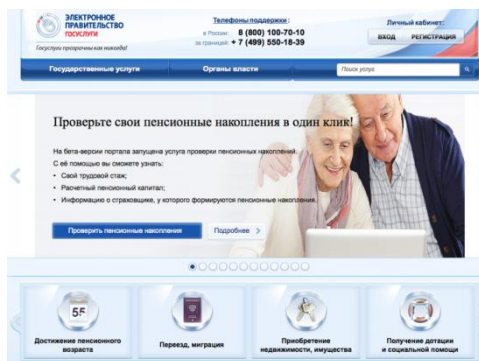 ЭЛЕКТРОННОЕ
ПРАВИТЕЛЬСТВО
ГОСУСЛУГИ
Госуслуги прозрачны как никогда!
Телефоны поддержки:
в России: 8 (800) 100-70-10
за границей: + 7 (499) 550-18-39
Личный кабинет:
ВХОД РЕГИСТРАЦИЯ
Государственные услуги Органы власти Поиск услуг
Проверьте свои пенсионные накопления в один клик!
На бета-версии портала запущена услуга проверки пенсионных накоплений.
С её помощью вы сможете узнать:
• Свой трудовой стаж;
• Расчетный пенсионный капитал;
• Информацию о страховщике, у которого формируются пенсионные накопления.
Проверить пенсионные накопления Подробнее >
55
Достижение пенсионного
возраста
Переезд, миграция
Приобретение
недвижимости, имущества
Получение дотации
и социальной помощи